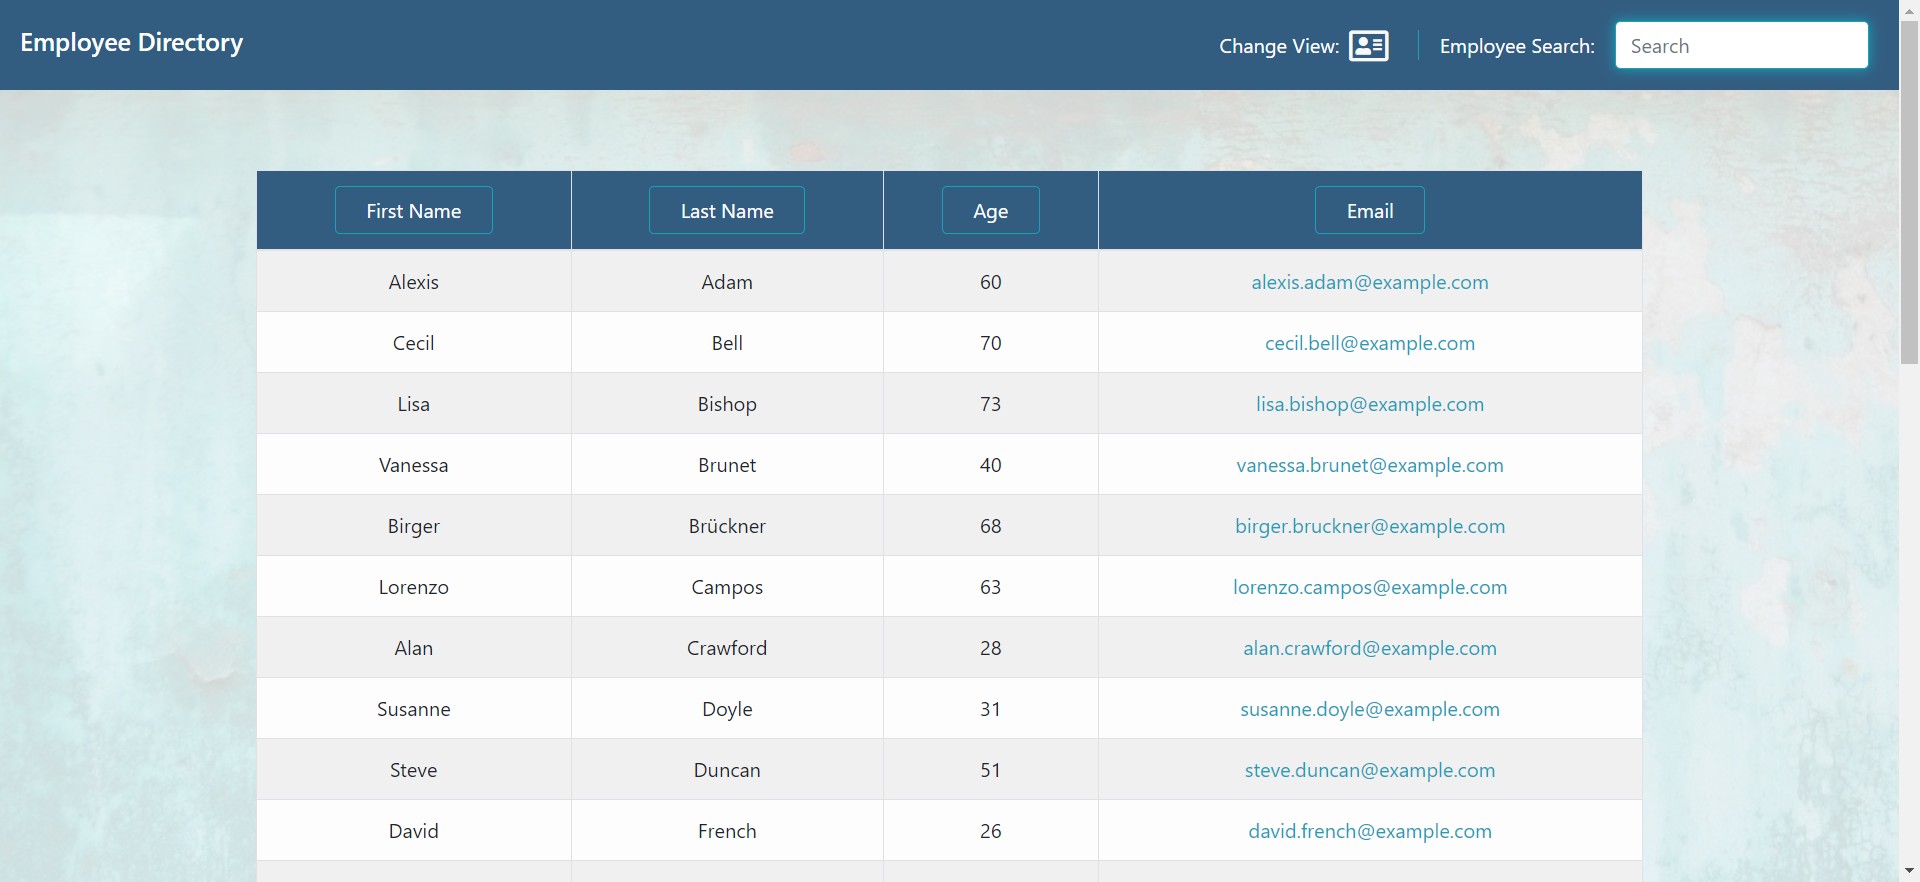 Employee Directory
Change View: Employee Search: Search
First Name Last Name Age Email
Alexis Adam 60 alexis.adam@example.com
Cecil Bell 70 cecil.bell@example.com
Lisa Bishop 73 lisa.bishop@example.com
Vanessa Brunet 40 vanessa.brunet@example.com
Birger Brückner 68 birger.bruckner@example.com
Lorenzo Campos 63 lorenzo.campos@example.com
Alan Crawford 28 alan.crawford@example.com
Susanne Doyle 31 susanne.doyle@example.com
Steve Duncan 51 steve.duncan@example.com
David French 26 david.french@example.com